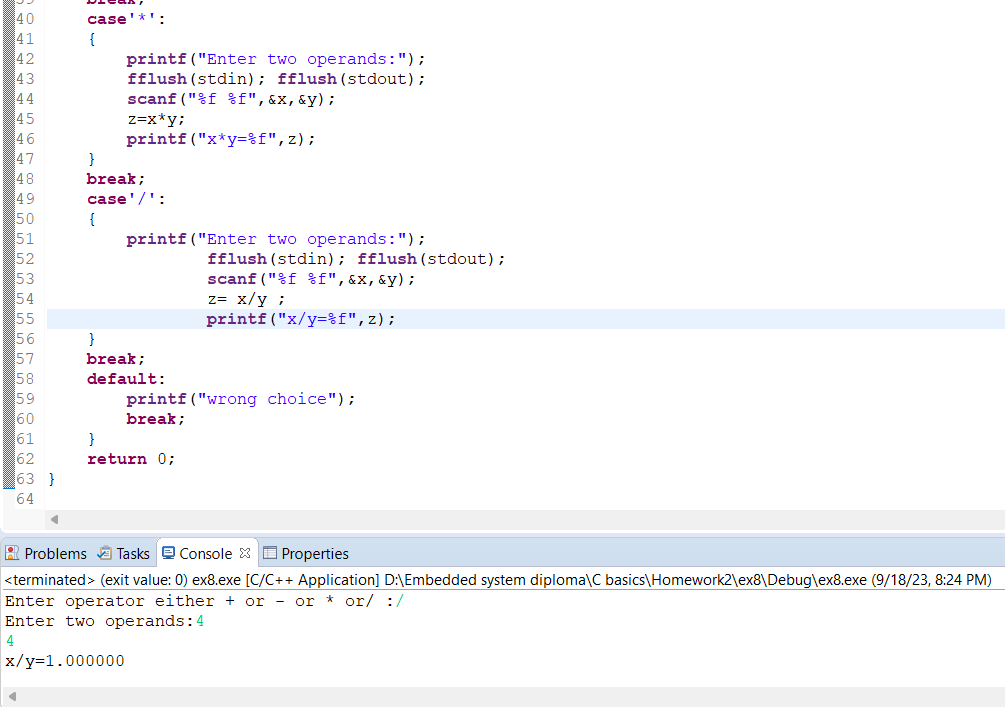 39 break;
40 case'*':
41 {
42 printf("Enter two operands:");
43 fflush(stdin); fflush(stdout);
44 scanf("%f %f",&x,&y);
45 z=x*y;
46 printf("x*y=%f",z);
47 }
48 break;
49 case'/':
50 {
51 printf("Enter two operands:");
52 fflush(stdin); fflush(stdout);
53 scanf("%f %f",&x,&y);
54 z= x/y ;
55 printf("x/y=%f",z);
56 }
57 break;
58 default:
59 printf("wrong choice");
60 break;
61 }
62 return 0;
63 }
64
Problems Tasks Console Properties
<terminated> (exit value: 0) ex8.exe [C/C++ Application] D:\Embedded system diploma\C basics\Homework2\ex8\Debug\ex8.exe (9/18/23, 8:24 PM)
Enter operator either + or - or * or/ :/
Enter two operands:4
4
x/y=1.000000